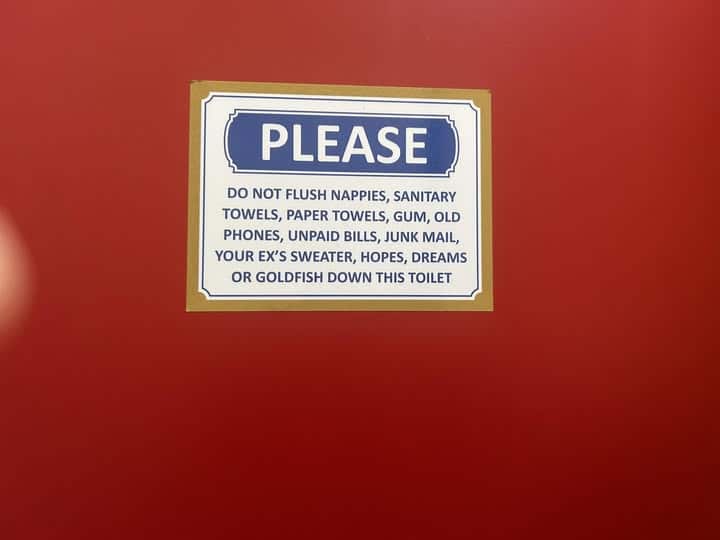 PLEASE
DO NOT FLUSH NAPPIES, SANITARY
TOWELS, PAPER TOWELS, GUM, OLD
PHONES, UNPAID BILLS, JUNK MAIL,
YOUR EX'S SWEATER, HOPES, DREAMS
OR GOLDFISH DOWN THIS TOILET